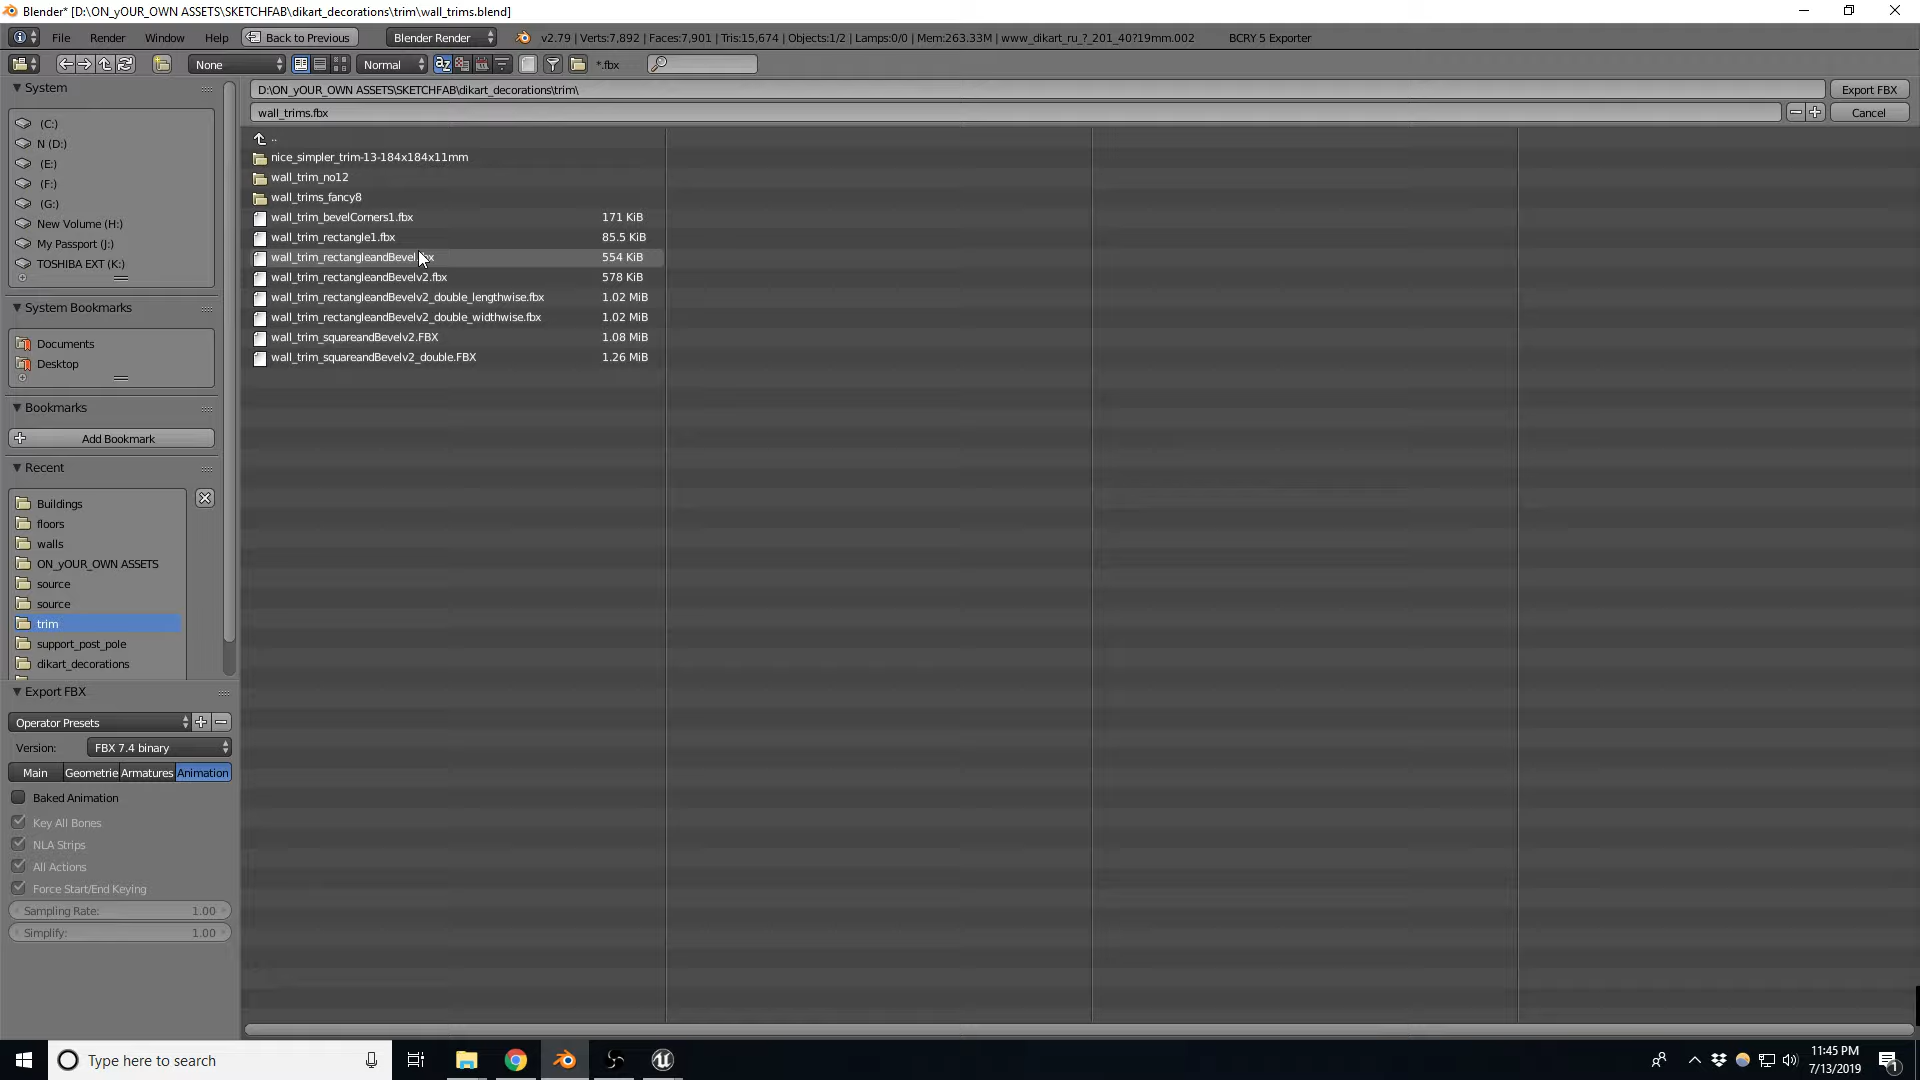 Blender* [D:\ON_yOUR_OWN ASSETS\SKETCHFAB\dikart_decorations\trim\wall_trims.blend]
File Render Window Help Back to Previous Blender Render v2.79 | Verts:7,892 | Faces:7,901 | Tris:15,674 | Objects:1/2 | Lamps:0/0 | Mem:263.33M | www_dikart_ru_?_201_40?19mm.002 BCRY 5 Exporter
None Normal *.fbx
System
D:\ON_yOUR_OWN ASSETS\SKETCHFAB\dikart_decorations\trim\ Export FBX
wall_trims.fbx Cancel
(C:)
N (D:)
(E:)
(F:)
(G:)
New Volume (H:)
My Passport (J:)
TOSHIBA EXT (K:)
System Bookmarks
Documents
Desktop
Bookmarks
Add Bookmark
Recent
Buildings
floors
walls
ON_yOUR_OWN ASSETS
source
source
trim
support_post_pole
dikart_decorations
..
nice_simpler_trim-13-184x184x11mm
wall_trim_no12
wall_trims_fancy8
wall_trim_bevelCorners1.fbx 171 KiB
wall_trim_rectangle1.fbx 85.5 KiB
554 KiB
wall_trim_rectangleandBevelv2.fbx 578 KiB
wall_trim_rectangleandBevelv2_double_lengthwise.fbx 1.02 MiB
wall_trim_rectangleandBevelv2_double_widthwise.fbx 1.02 MiB
wall_trim_squareandBevelv2.FBX 1.08 MiB
wall_trim_squareandBevelv2_double.FBX 1.26 MiB
Export FBX
Operator Presets
Version: FBX 7.4 binary
Main Geometrie Armatures Animation
Baked Animation
Key All Bones
NLA Strips
All Actions
Force Start/End Keying
Sampling Rate: 1.00
Simplify: 1.00
Type here to search
11:45 PM
7/13/2019
1